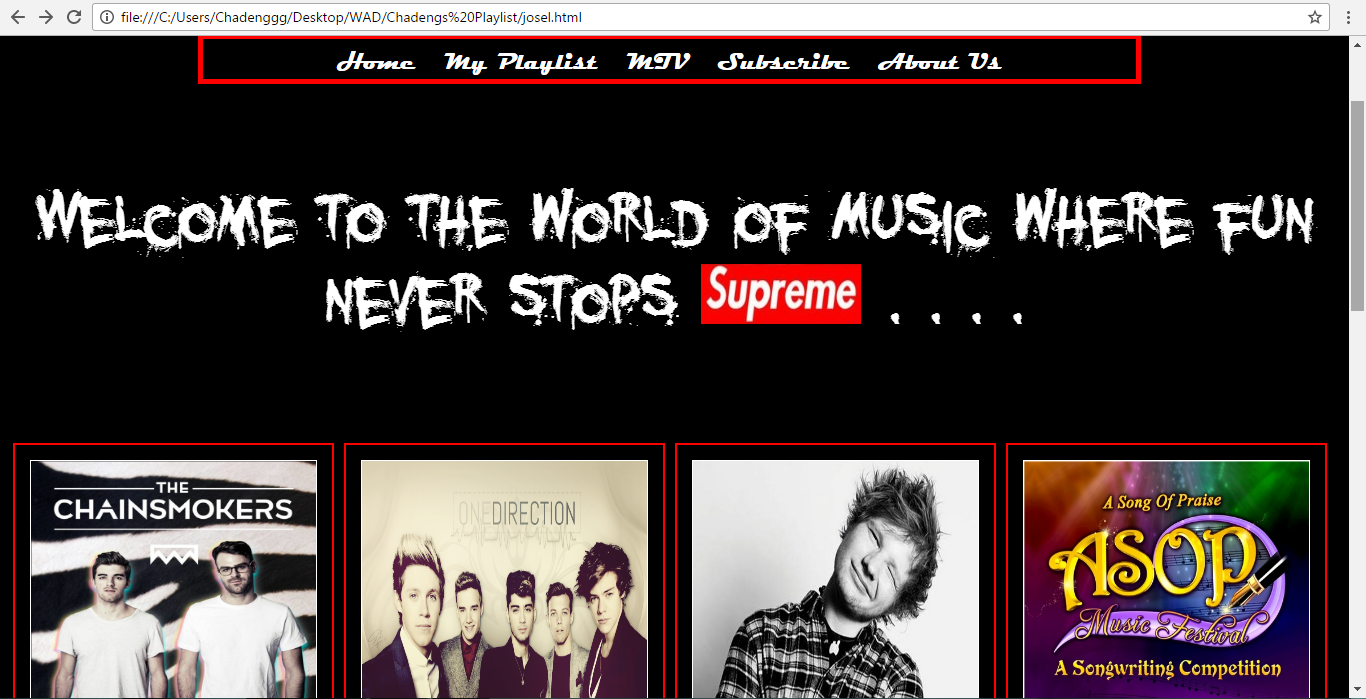 file:///C:/Users/Chadenggg/Desktop/WAD/Chadengs%20Playlist/josel.html
Home My Playlist MTV Subscribe About Us
WELCOME TO THE WORLD OF MUSIC WHERE FUN
NEVER STOPS Supreme . . . .
THE
CHAINSMOKERS
ONEDIRECTION
A Song Of Praise
ASOP
Music Festival
A Songwriting Competition